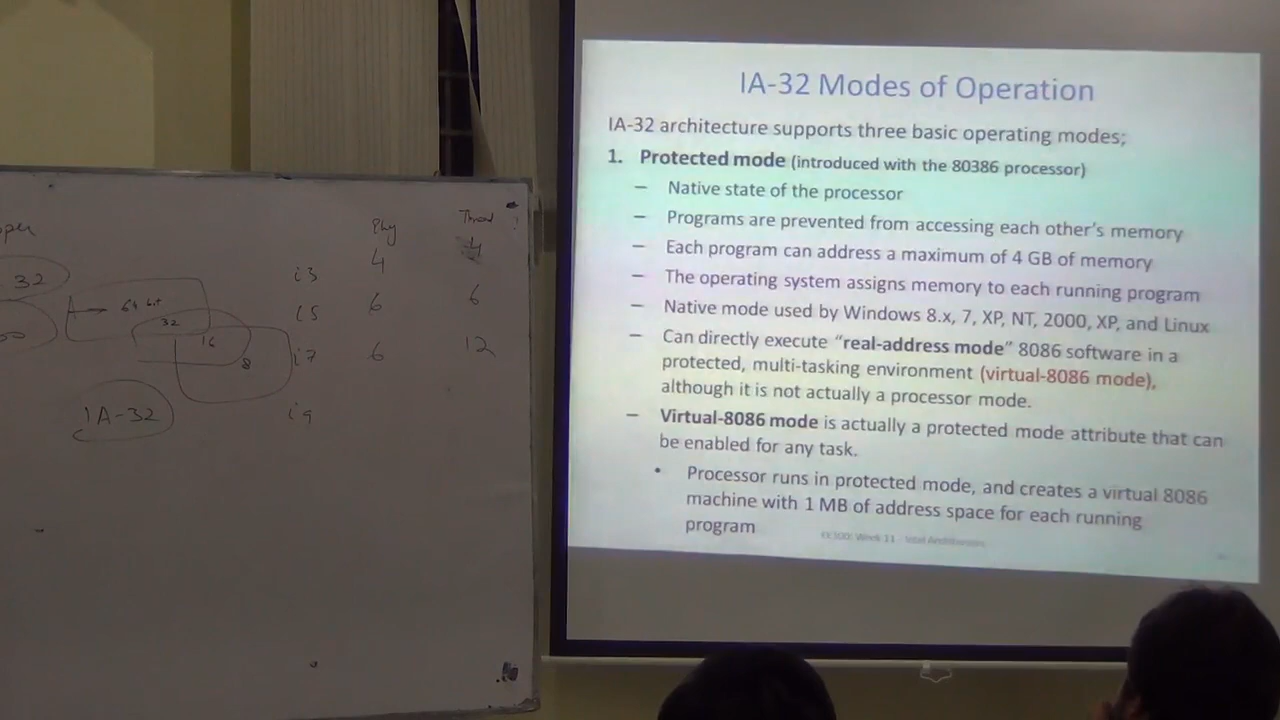 Phy Thread
32
i3 4 4
A → 64 bit
i5 6 6
32
16
i7 6 12
8
IA-32
i9
IA-32 Modes of Operation
IA-32 architecture supports three basic operating modes;
1. Protected mode (introduced with the 80386 processor)
– Native state of the processor
– Programs are prevented from accessing each other's memory
– Each program can address a maximum of 4 GB of memory
– The operating system assigns memory to each running program
– Native mode used by Windows 8.x, 7, XP, NT, 2000, XP, and Linux
– Can directly execute "real-address mode" 8086 software in a
protected, multi-tasking environment (virtual-8086 mode),
although it is not actually a processor mode.
– Virtual-8086 mode is actually a protected mode attribute that can
be enabled for any task.
• Processor runs in protected mode, and creates a virtual 8086
machine with 1 MB of address space for each running
program
Week 11 - Intel Architecture